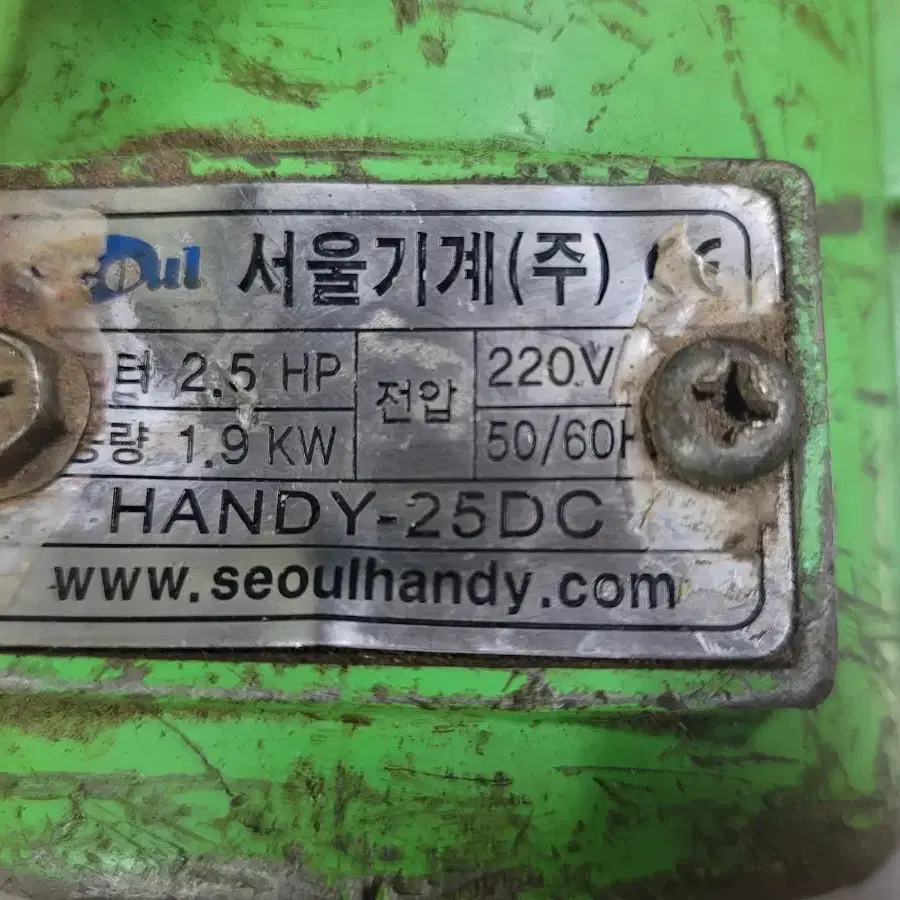 서울기계(주) CE
2.5 HP 전압 220V
1.9 KW 50/60
HANDY-25DC
www.seoulhandy.com